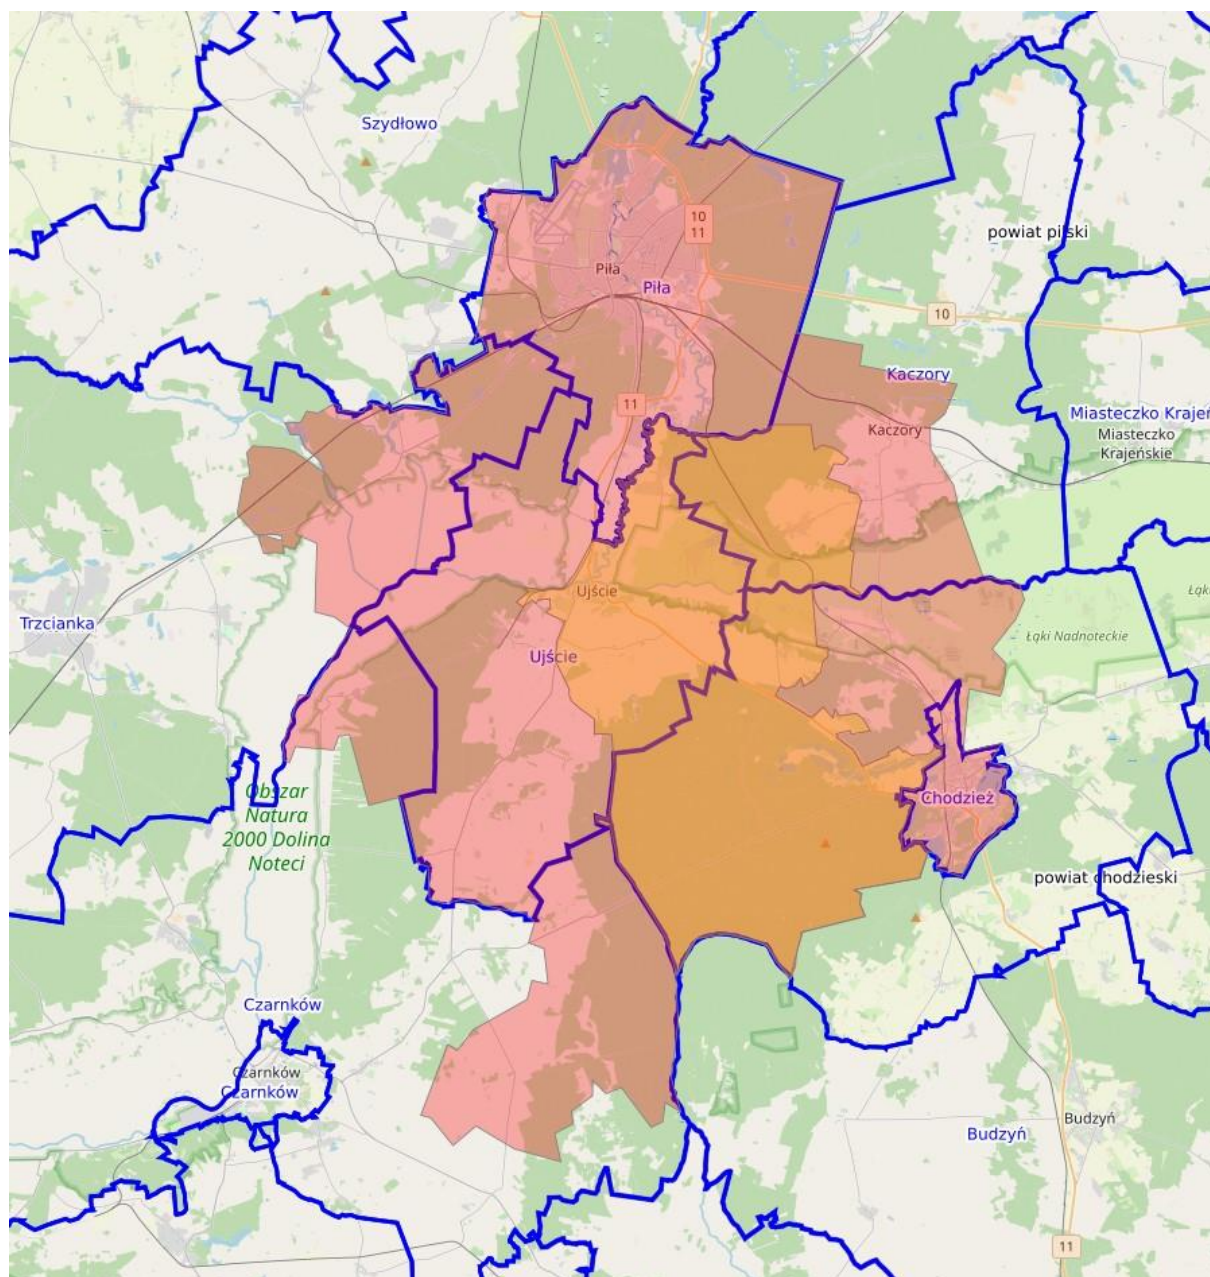 Szydłowo
10
11
powiat pilski
Piła
Piła
10
Kaczory
11
Miasteczko Krajeń
Kaczory
Miasteczko
Krajeńskie
Ujście
Łąki
Trzcianka
Łąki Nadnoteckie
Ujście
Obszar
Natura
2000 Dolina
Noteci
Chodzież
powiat chodzieski
Czarnków
Czarnków
Czarnków
Budzyń
Budzyń
11